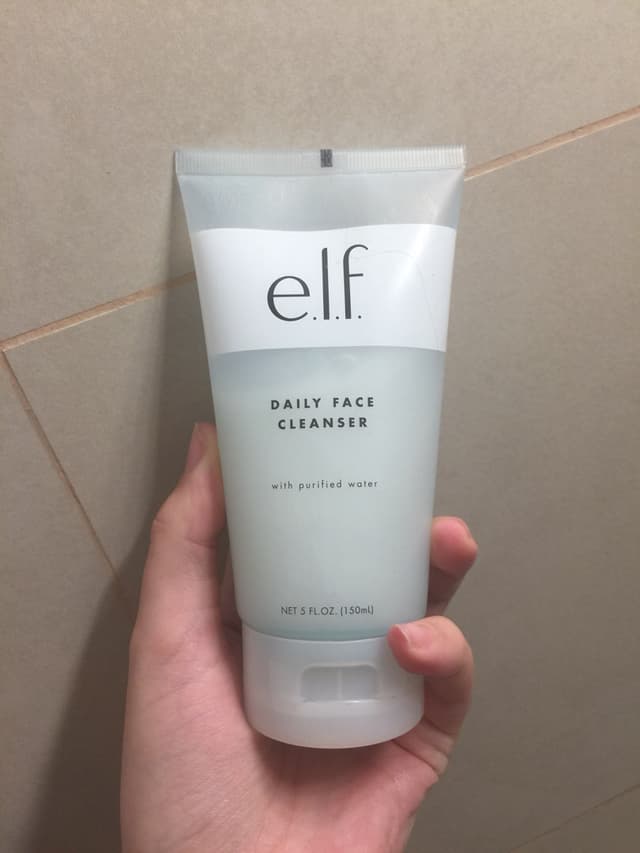 e.l.f.
DAILY FACE
CLEANSER
with purified water
NET 5 FL.OZ. (150mL)